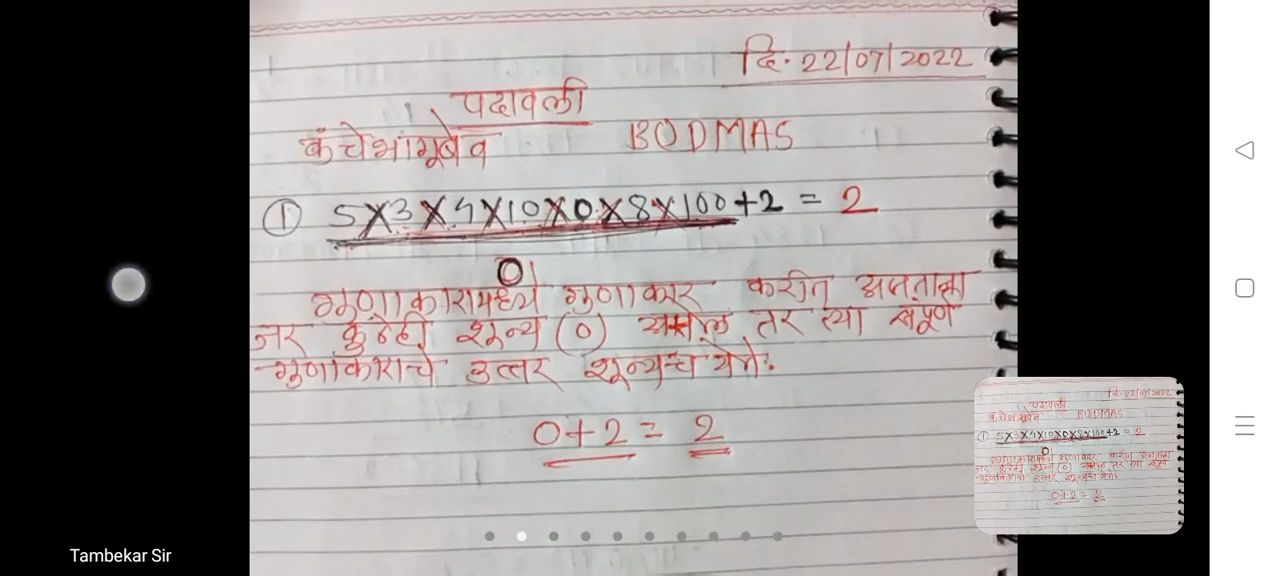 दि. 22/07/2022
पदावली
कंचेभागूबेव BODMAS
① 5×3×4×10×0×8×100+2 = 2
0
गुणाकारामध्ये गुणाकार करीत असताना
जर कुठेही शून्य (0) असेल तर त्या संपूर्ण
गुणाकाराचे उत्तर शून्यच येते.
0+2 = 2
Tambekar Sir